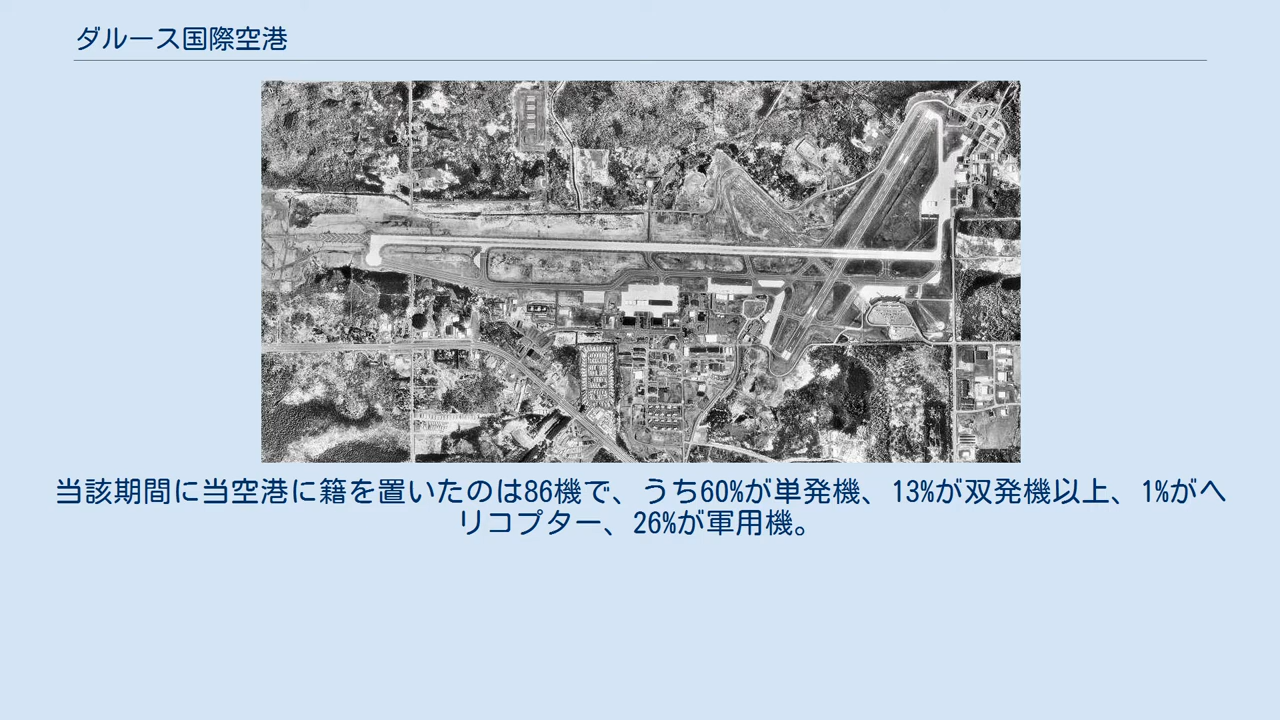 ダルース国際空港
当該期間に当空港に籍を置いたのは86機で、うち60%が単発機、13%が双発機以上、1%がヘ
リコプター、26%が軍用機。